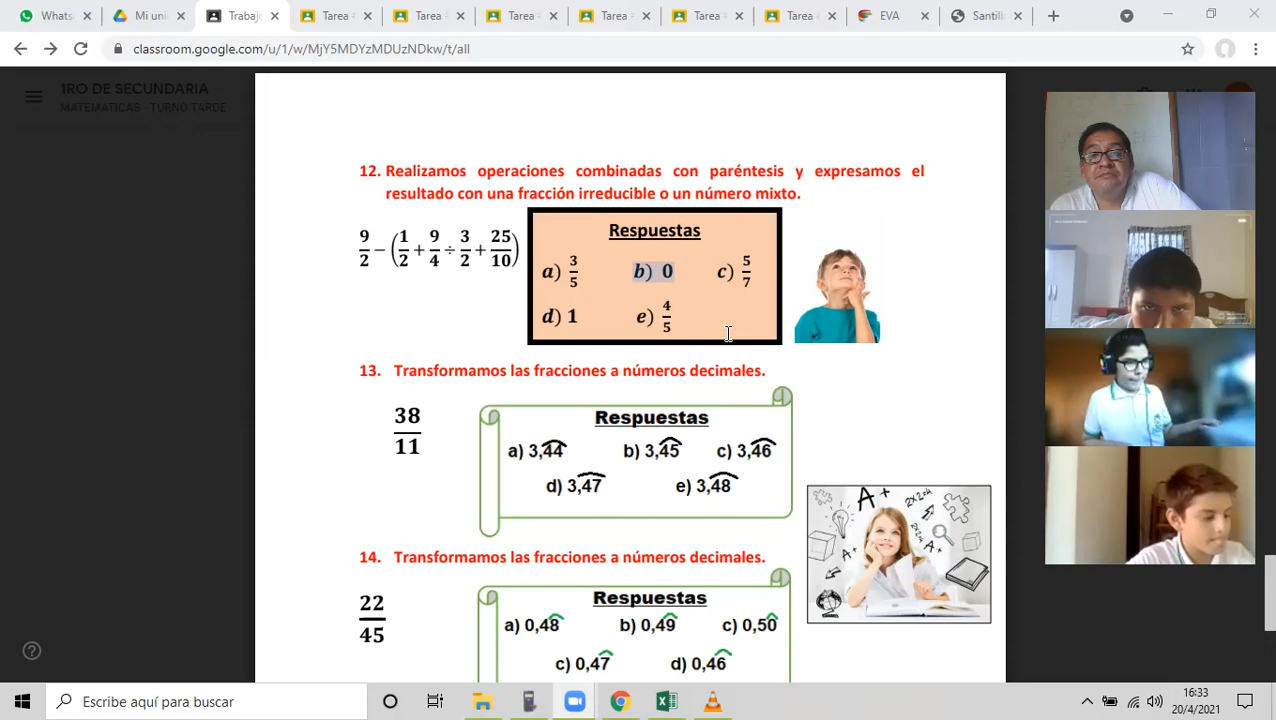 Whats
Mi uni
Trabajo
Tarea
Tarea
Tarea
Tarea
Tarea
Tarea
EVA
Santill
classroom.google.com/u/1/w/MjY5MDYzMDUzNDkw/t/all
1RO DE SECUNDARIA
MATEMATICAS - TURNO TARDE
12. Realizamos operaciones combinadas con paréntesis y expresamos el
resultado con una fracción irreducible o un número mixto.
9/2 − (1/2 + 9/4 ÷ 3/2 + 25/10)
Respuestas
a) 3/5 b) 0 c) 5/7
d) 1 e) 4/5
13. Transformamos las fracciones a números decimales.
38/11
Respuestas
a) 3,44 b) 3,45 c) 3,46
d) 3,47 e) 3,48
A+
2x2=4
A+
A+
A+
14. Transformamos las fracciones a números decimales.
22/45
Respuestas
a) 0,48 b) 0,49 c) 0,50
c) 0,47 d) 0,46
Escribe aquí para buscar
16:33
20/4/2021